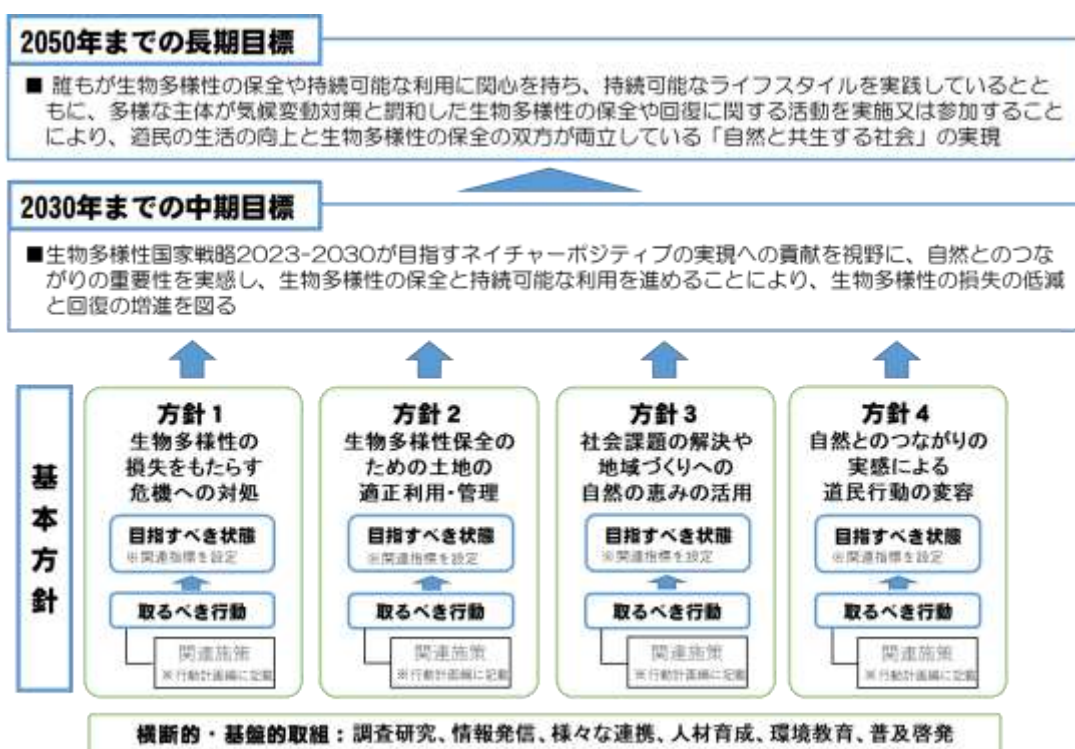 2050年までの長期目標
■ 誰もが生物多様性の保全や持続可能な利用に関心を持ち、持続可能なライフスタイルを実践しているとと
もに、多様な主体が気候変動対策と調和した生物多様性の保全や回復に関する活動を実施又は参加すること
により、道民の生活の向上と生物多様性の保全の双方が両立している「自然と共生する社会」の実現
2030年までの中期目標
■生物多様性国家戦略2023-2030が目指すネイチャーポジティブの実現への貢献を視野に、自然とのつな
がりの重要性を実感し、生物多様性の保全と持続可能な利用を進めることにより、生物多様性の損失の低減
と回復の増進を図る
基本方針
方針1
生物多様性の
損失をもたらす
危機への対処
目指すべき状態
※関連指標を設定
取るべき行動
関連施策
※行動計画編に記載
方針2
生物多様性保全の
ための土地の
適正利用・管理
目指すべき状態
※関連指標を設定
取るべき行動
関連施策
※行動計画編に記載
方針3
社会課題の解決や
地域づくりへの
自然の恵みの活用
目指すべき状態
※関連指標を設定
取るべき行動
関連施策
※行動計画編に記載
方針4
自然とのつながりの
実感による
道民行動の変容
目指すべき状態
※関連指標を設定
取るべき行動
関連施策
※行動計画編に記載
横断的・基盤的取組：調査研究、情報発信、様々な連携、人材育成、環境教育、普及啓発